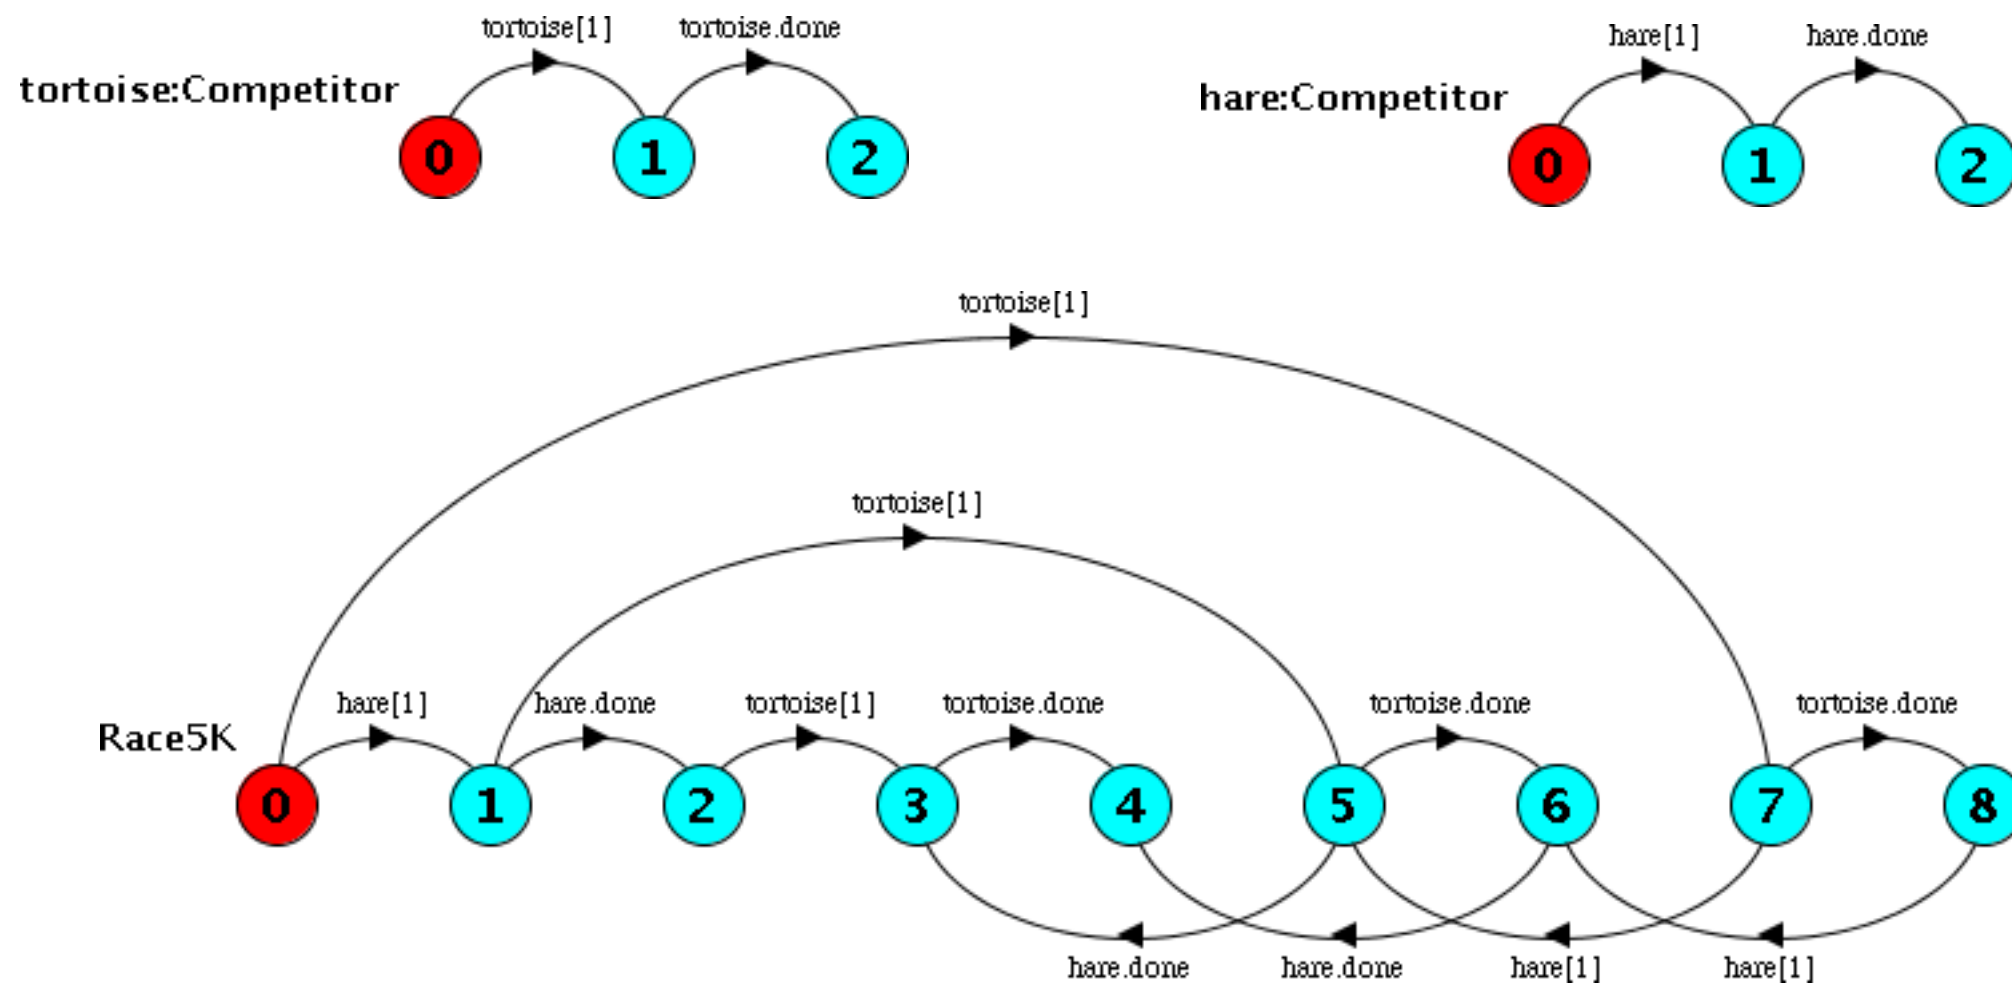 tortoise[1] tortoise.done
tortoise:Competitor
0 1 2
hare[1] hare.done
hare:Competitor
0 1 2
tortoise[1]
tortoise[1]
hare[1] hare.done tortoise[1] tortoise.done tortoise.done tortoise.done
Race5K
0 1 2 3 4 5 6 7 8
hare.done hare.done hare[1] hare[1]